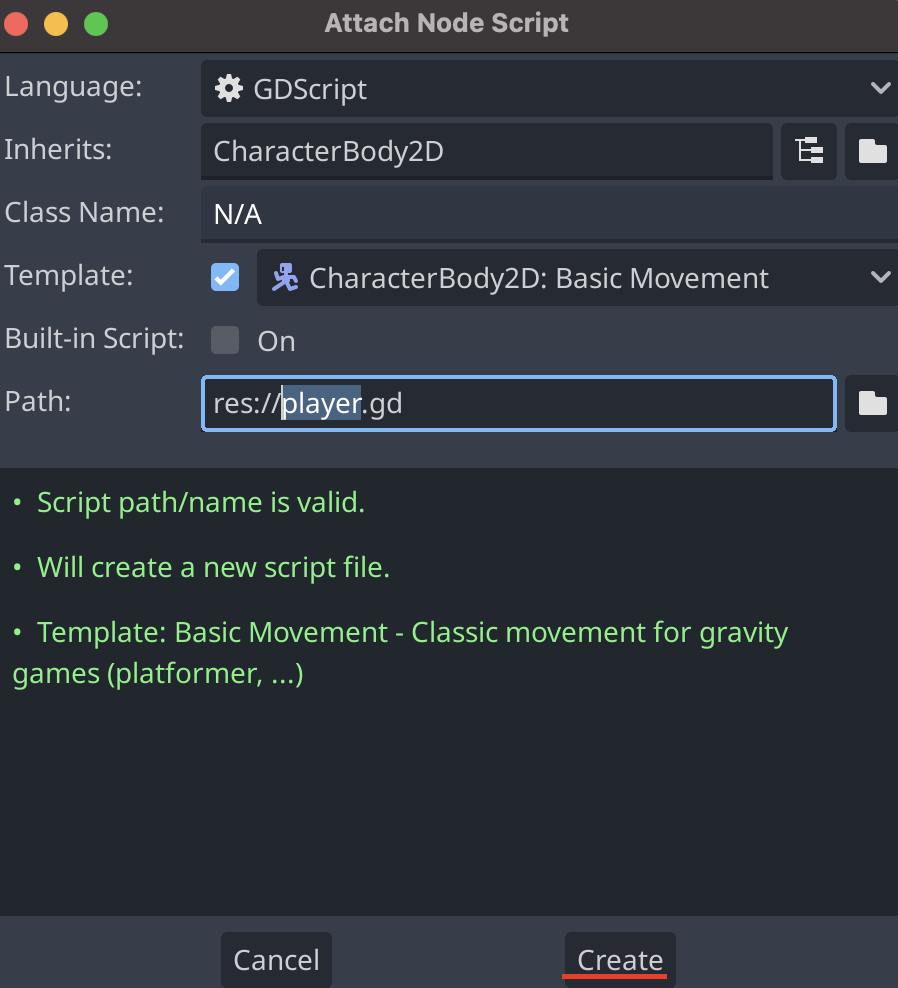 Attach Node Script
Language: GDScript
Inherits: CharacterBody2D
Class Name: N/A
Template: CharacterBody2D: Basic Movement
Built-in Script: On
Path: res://player.gd
• Script path/name is valid.
• Will create a new script file.
• Template: Basic Movement - Classic movement for gravity
games (platformer, ...)
Cancel Create